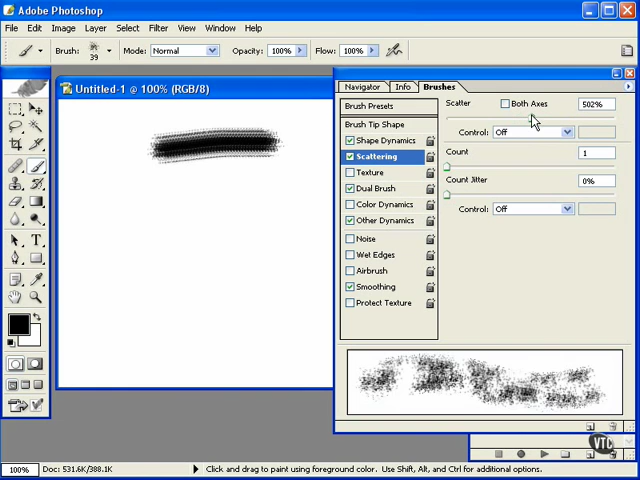 Adobe Photoshop
File Edit Image Layer Select Filter View Window Help
Brush: 39 Mode: Normal Opacity: 100% Flow: 100%
Untitled-1 @ 100% (RGB/8)
Navigator Info Brushes
Brush Presets
Brush Tip Shape
Shape Dynamics
Scattering
Texture
Dual Brush
Color Dynamics
Other Dynamics
Noise
Wet Edges
Airbrush
Smoothing
Protect Texture
Scatter Both Axes 502%
Control: Off
Count 1
Count Jitter 0%
Control: Off
T
VTC
100% Doc: 531.6K/388.1K Click and drag to paint using foreground color. Use Shift, Alt, and Ctrl for additional options.